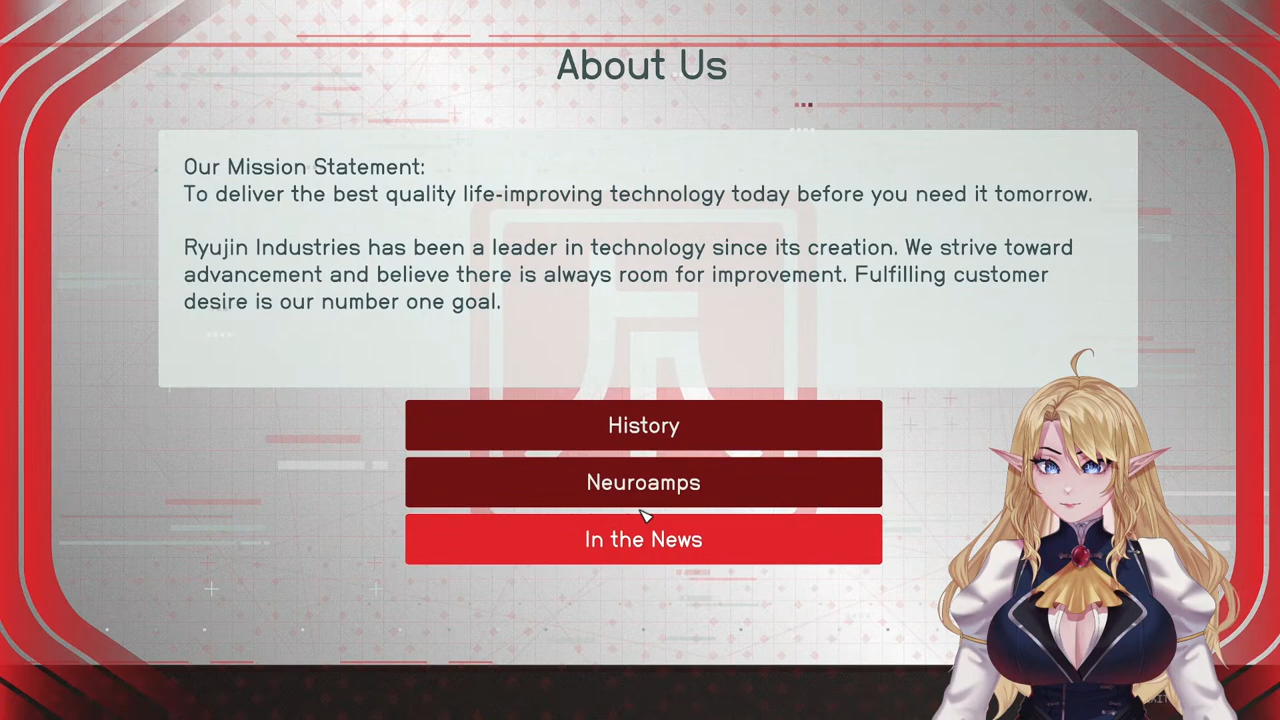 About Us
Our Mission Statement:
To deliver the best quality life-improving technology today before you need it tomorrow.
Ryujin Industries has been a leader in technology since its creation. We strive toward
advancement and believe there is always room for improvement. Fulfilling customer
desire is our number one goal.
History
Neuroamps
In the News